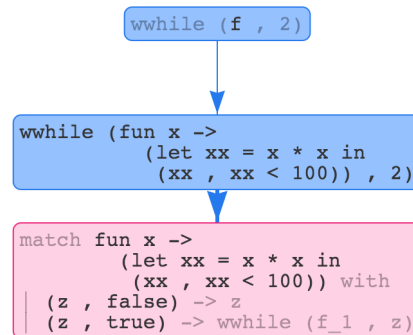 wwhile (f , 2)
wwhile (fun x ->
(let xx = x * x in
(xx , xx < 100)) , 2)
match fun x ->
(let xx = x * x in
(xx , xx < 100)) with
| (z , false) -> z
| (z , true) -> wwhile (f_1 , z)